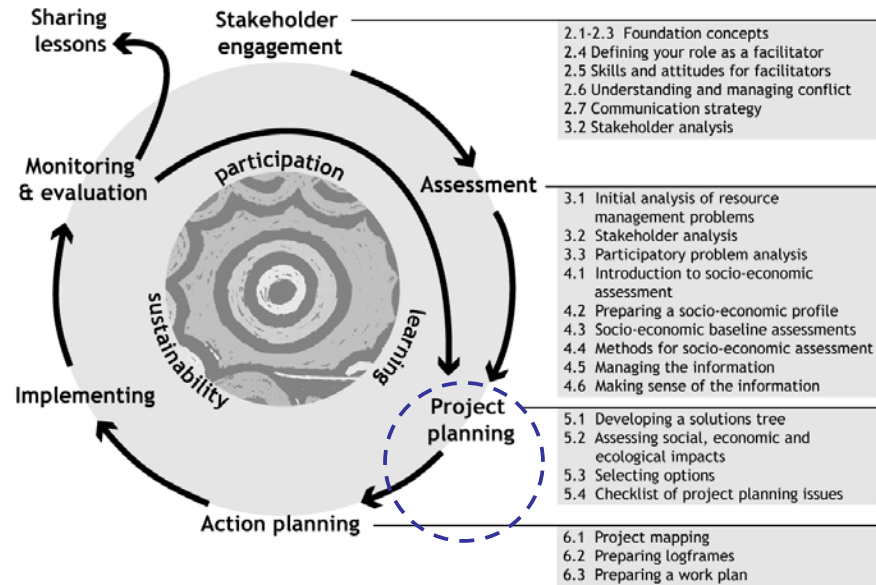 Sharing
lessons
Stakeholder
engagement
2.1-2.3 Foundation concepts
2.4 Defining your role as a facilitator
2.5 Skills and attitudes for facilitators
2.6 Understanding and managing conflict
2.7 Communication strategy
3.2 Stakeholder analysis
Monitoring
& evaluation
participation
Assessment
3.1 Initial analysis of resource
management problems
3.2 Stakeholder analysis
3.3 Participatory problem analysis
4.1 Introduction to socio-economic
assessment
4.2 Preparing a socio-economic profile
4.3 Socio-economic baseline assessments
4.4 Methods for socio-economic assessment
4.5 Managing the information
4.6 Making sense of the information
sustainability
learning
Implementing
Project
planning
5.1 Developing a solutions tree
5.2 Assessing social, economic and
ecological impacts
5.3 Selecting options
5.4 Checklist of project planning issues
Action planning
6.1 Project mapping
6.2 Preparing logframes
6.3 Preparing a work plan